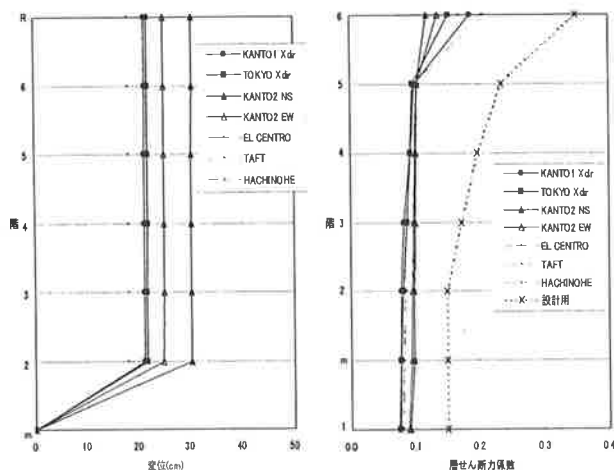 R
6
5
4
3
2
m
階
0
10
20
30
40
50
変位(cm)
KANTO1 Xdr
TOKYO Xdr
KANTO2 NS
KANTO2 EW
EL CENTRO
TAFT
HACHINOHE
6
5
4
3
2
m
1
階
0
0.1
0.2
0.3
0.4
層せん断力係数
KANTO1 Xdr
TOKYO Xdr
KANTO2 NS
KANTO2 EW
EL CENTRO
TAFT
HACHINOHE
設計用